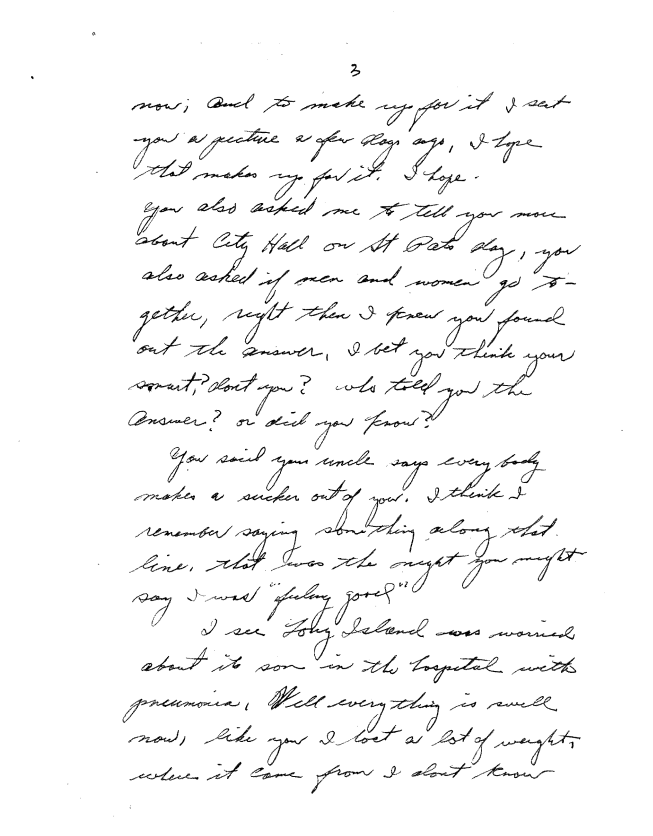 3
now; and to make up for it I sent
you a picture a few days ago, I hope
that makes up for it. I hope.
You also asked me to tell you more
about City Hall on St Pats day, you
also asked if men and women go to-
gether, right then I knew you found
out the answer, I bet you think your
smart,? dont you? who told you the
answer? or did you know?
You said your uncle says every body
makes a sucker out of you. I think I
remember saying something along that
line, that was the night you might
say I was "feeling good"
I see Long Island was worried
about its son in the hospital with
pneumonia, Well everything is swell
now, like you I lost a lot of weight,
where it came from I dont know